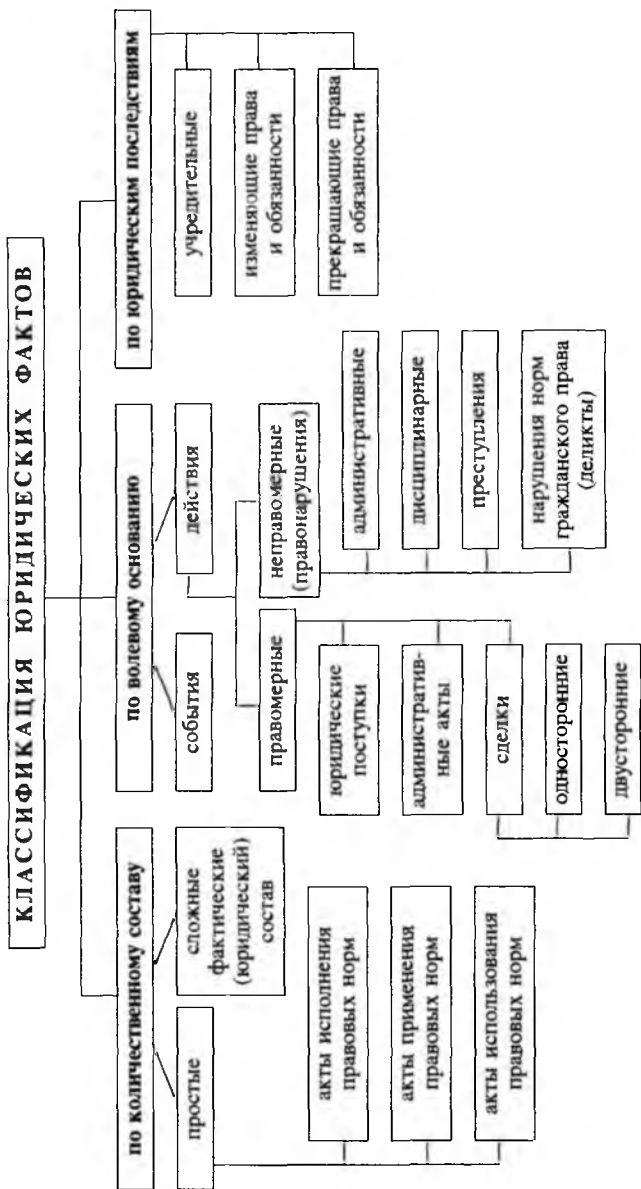 КЛАССИФИКАЦИЯ ЮРИДИЧЕСКИХ ФАКТОВ
по количественному составу
простые
сложные
фактические
(юридический)
состав
акты исполнения
правовых норм
акты применения
правовых норм
акты использования
правовых норм
по волевому основанию
события
действия
правомерные
неправомерные
(правонарушения)
юридические
поступки
административ-
ные акты
сделки
односторонние
двусторонние
административные
дисциплинарные
преступления
нарушения норм
гражданского права
(деликты)
по юридическим последствиям
учредительные
изменяющие права
и обязанности
прекращающие права
и обязанности